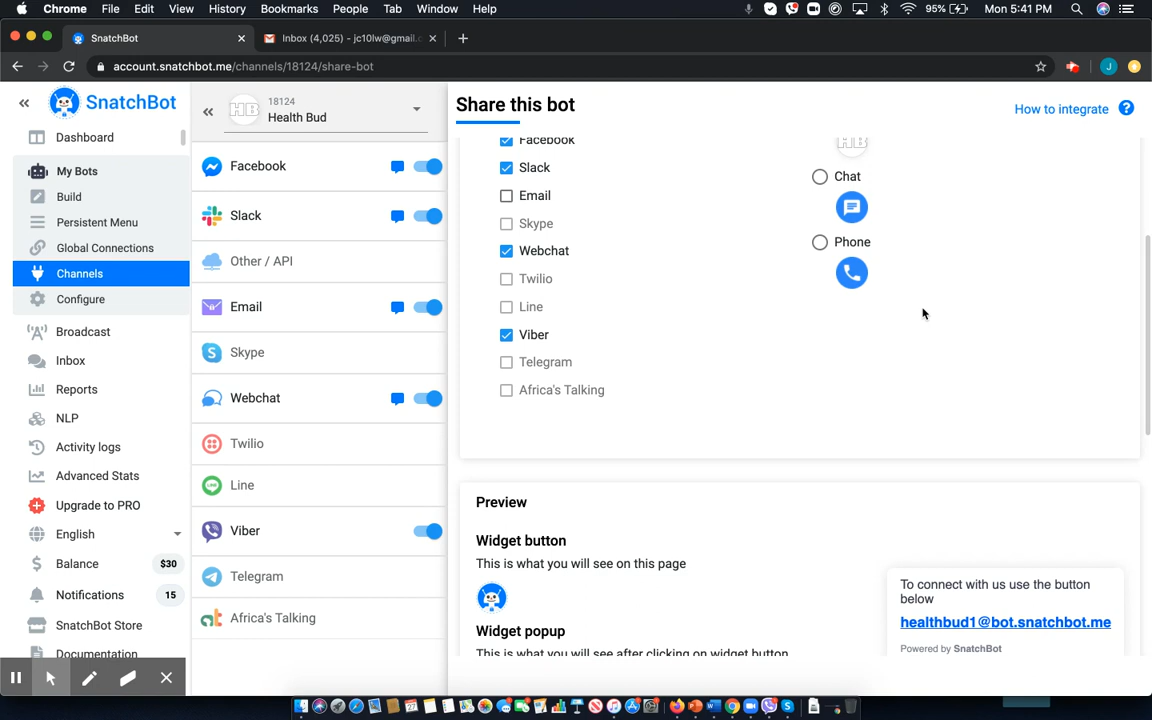 Chrome File Edit View History Bookmarks People Tab Window Help 95% Mon 5:41 PM
SnatchBot Inbox (4,025) - jc10lw@gmail.c
account.snatchbot.me/channels/18124/share-bot
SnatchBot
Dashboard
My Bots
Build
Persistent Menu
Global Connections
Channels
Configure
Broadcast
Inbox
Reports
NLP
Activity logs
Advanced Stats
Upgrade to PRO
English
Balance $30
Notifications 15
SnatchBot Store
Documentation
HB
18124
Health Bud
Facebook
Slack
Other / API
Email
Skype
Webchat
Twilio
Line
Viber
Telegram
Africa's Talking
Share this bot
How to integrate ?
Facebook
Slack
Email
Skype
Webchat
Twilio
Line
Viber
Telegram
Africa's Talking
HB
Chat
Phone
Preview
Widget button
This is what you will see on this page
Widget popup
This is what you will see after clicking on widget button
To connect with us use the button
below
healthbud1@bot.snatchbot.me
Powered by SnatchBot